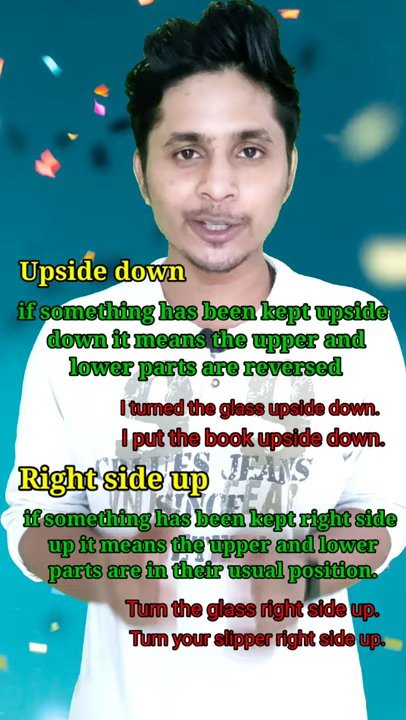 Upside down
if something has been kept upside
down it means the upper and
lower parts are reversed
I turned the glass upside down.
I put the book upside down.
JEANS
Right side up
if something has been kept right side
up it means the upper and lower
parts are in their usual position.
Turn the glass right side up.
Turn your slipper right side up.